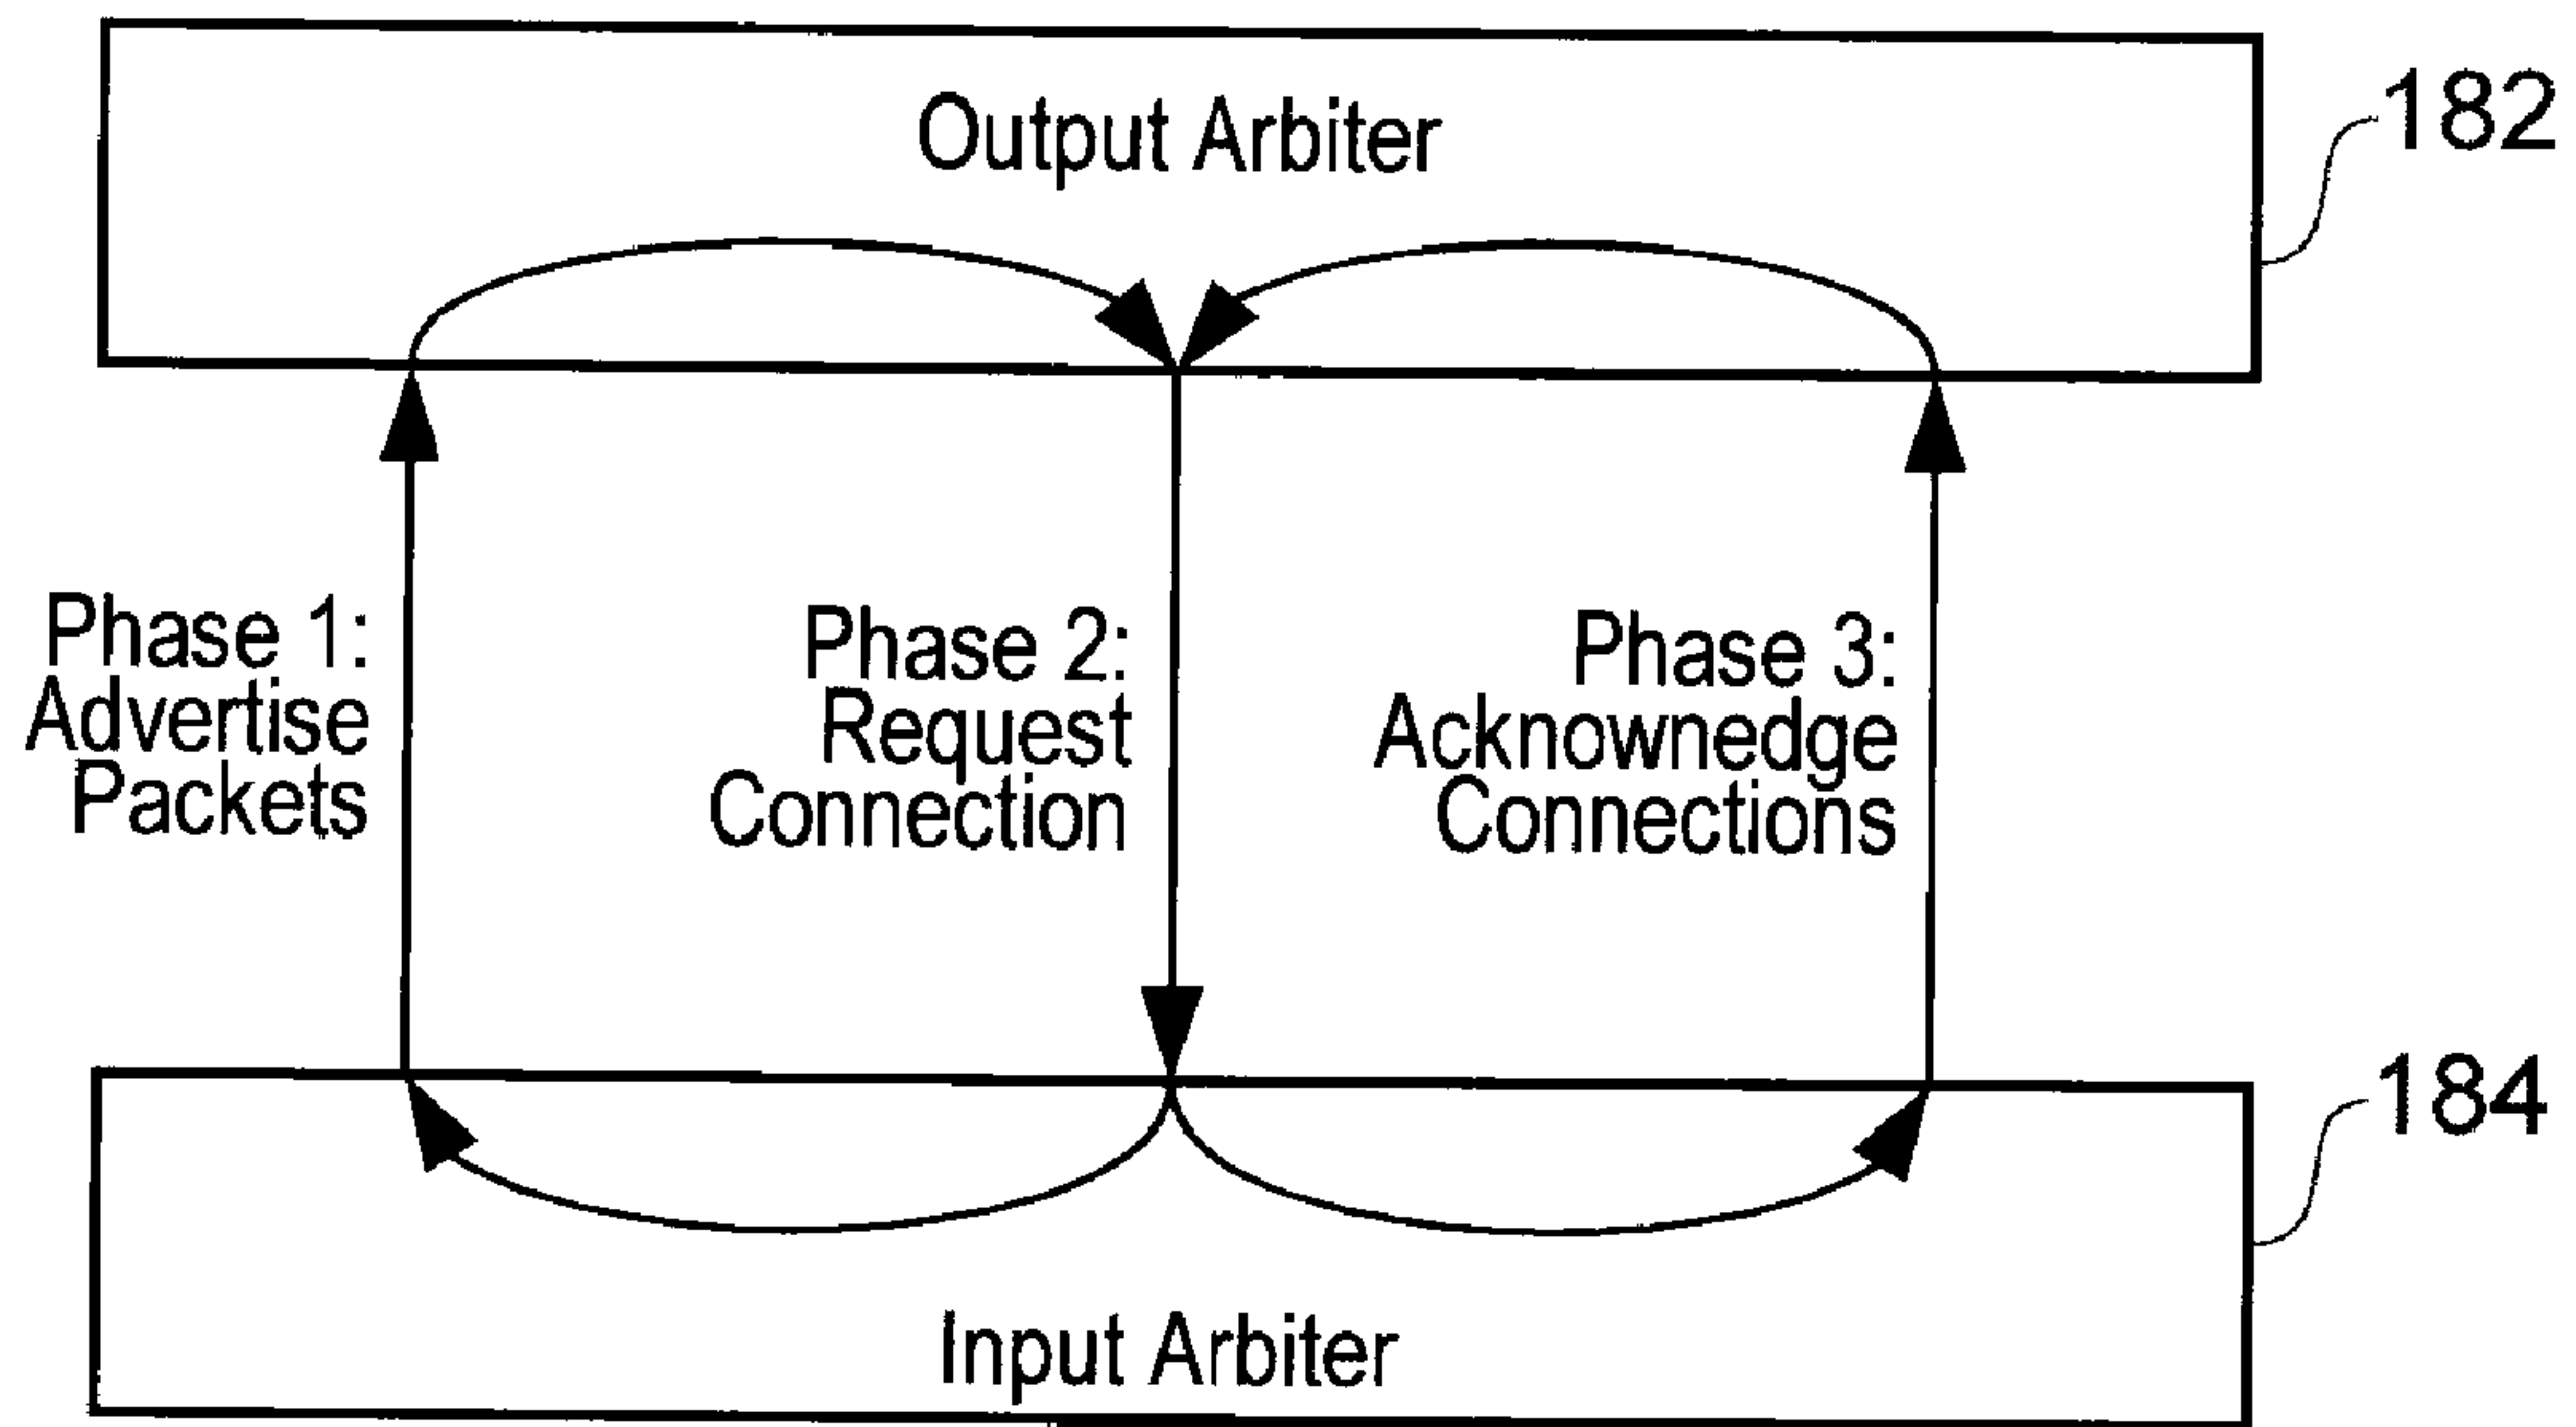 Output Arbiter
182
Phase 1:
Advertise
Packets
Phase 2:
Request
Connection
Phase 3:
Acknownedge
Connections
184
Input Arbiter